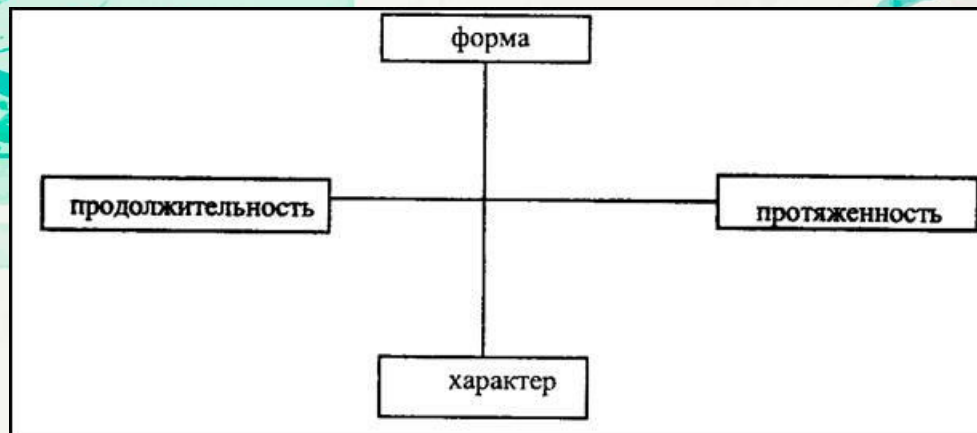 форма
продолжительность
протяженность
характер